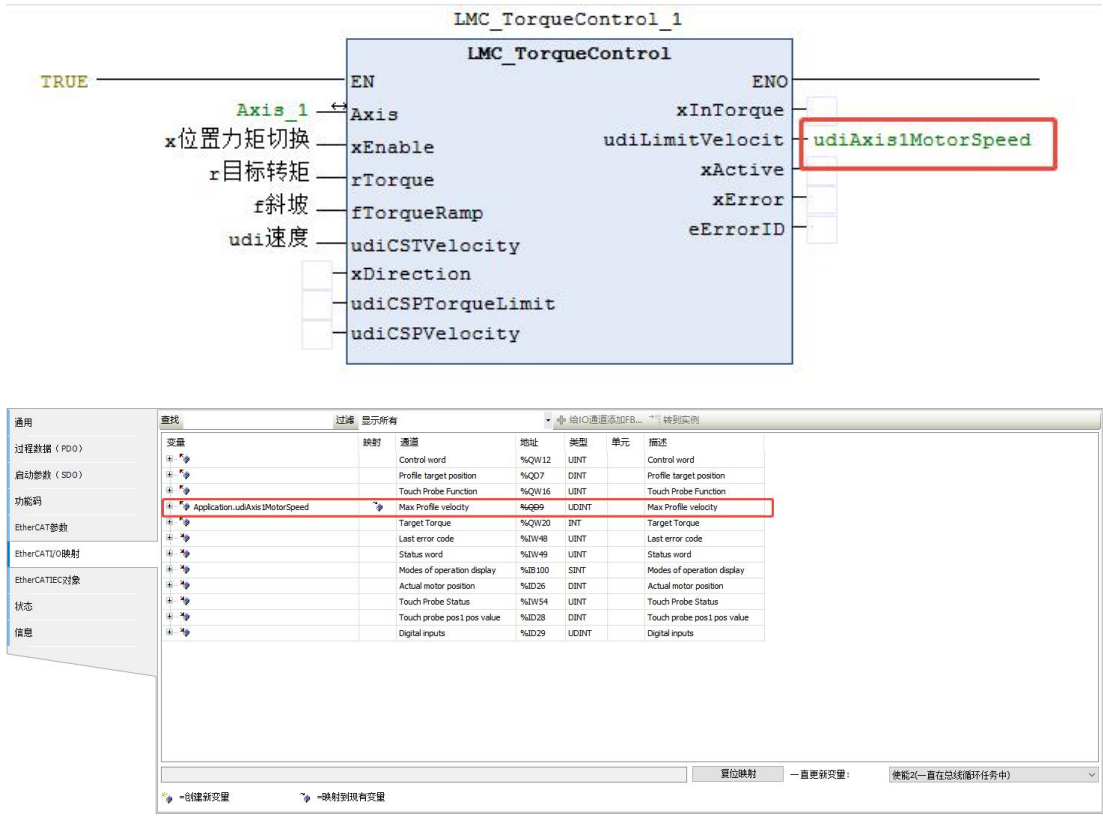 LMC_TorqueControl_1
LMC_TorqueControl
TRUE EN ENO
Axis_1 Axis xInTorque
x位置力矩切换 xEnable udiLimitVelocit udiAxis1MotorSpeed
r目标转矩 rTorque xActive
f斜坡 fTorqueRamp xError
udi速度 udiCSTVelocity eErrorID
xDirection
udiCSPTorqueLimit
udiCSPVelocity
通用
过程数据（PDO）
启动参数（SDO）
功能码
EtherCAT参数
EtherCATI/O映射
EtherCATIEC对象
状态
信息
查找 过滤 显示所有 给IO通道添加FB... 转到实例
变量 映射 通道 地址 类型 单元 描述
Control word %QW12 UINT Control word
Profile target position %QD7 DINT Profile target position
Touch Probe Function %QW16 UINT Touch Probe Function
Application.udiAxis1MotorSpeed Max Profile velocity %QD9 UDINT Max Profile velocity
Target Torque %QW20 INT Target Torque
Last error code %IW48 UINT Last error code
Status word %IW49 UINT Status word
Modes of operation display %IB100 SINT Modes of operation display
Actual motor position %ID26 DINT Actual motor position
Touch Probe Status %IW54 UINT Touch Probe Status
Touch probe pos1 pos value %ID28 DINT Touch probe pos1 pos value
Digital inputs %ID29 UDINT Digital inputs
复位映射 一直更新变量： 使能2(一直在总线循环任务中)
=创建新变量 =映射到现有变量